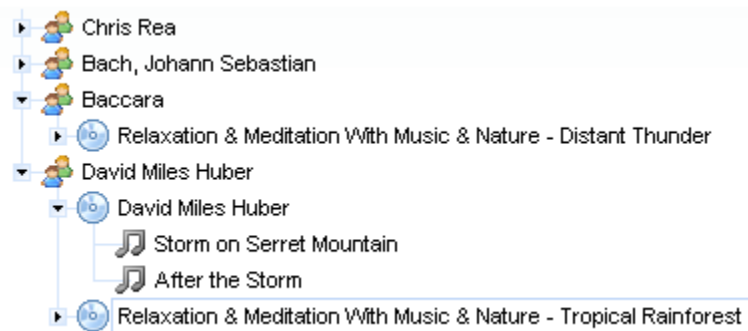 Chris Rea
Bach, Johann Sebastian
Baccara
Relaxation & Meditation With Music & Nature - Distant Thunder
David Miles Huber
David Miles Huber
Storm on Serret Mountain
After the Storm
Relaxation & Meditation With Music & Nature - Tropical Rainforest